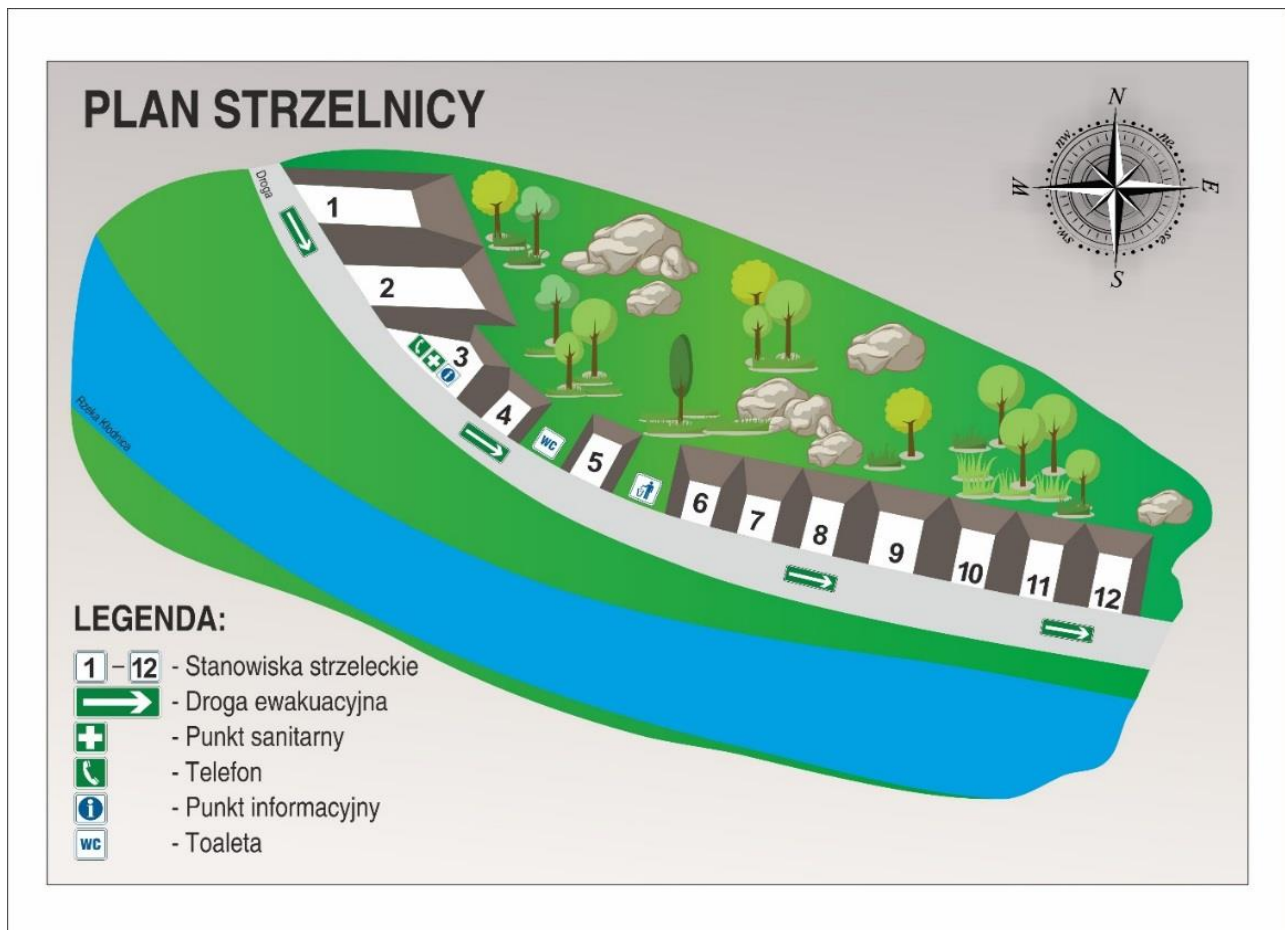 PLAN STRZELNICY
N
nw
ne
W
E
sw
se
S
Droga
1
2
3
4
WC
5
6
7
8
9
10
11
12
Rzeka Kłodnica
LEGENDA:
1 – 12 - Stanowiska strzeleckie
- Droga ewakuacyjna
- Punkt sanitarny
- Telefon
i - Punkt informacyjny
WC - Toaleta